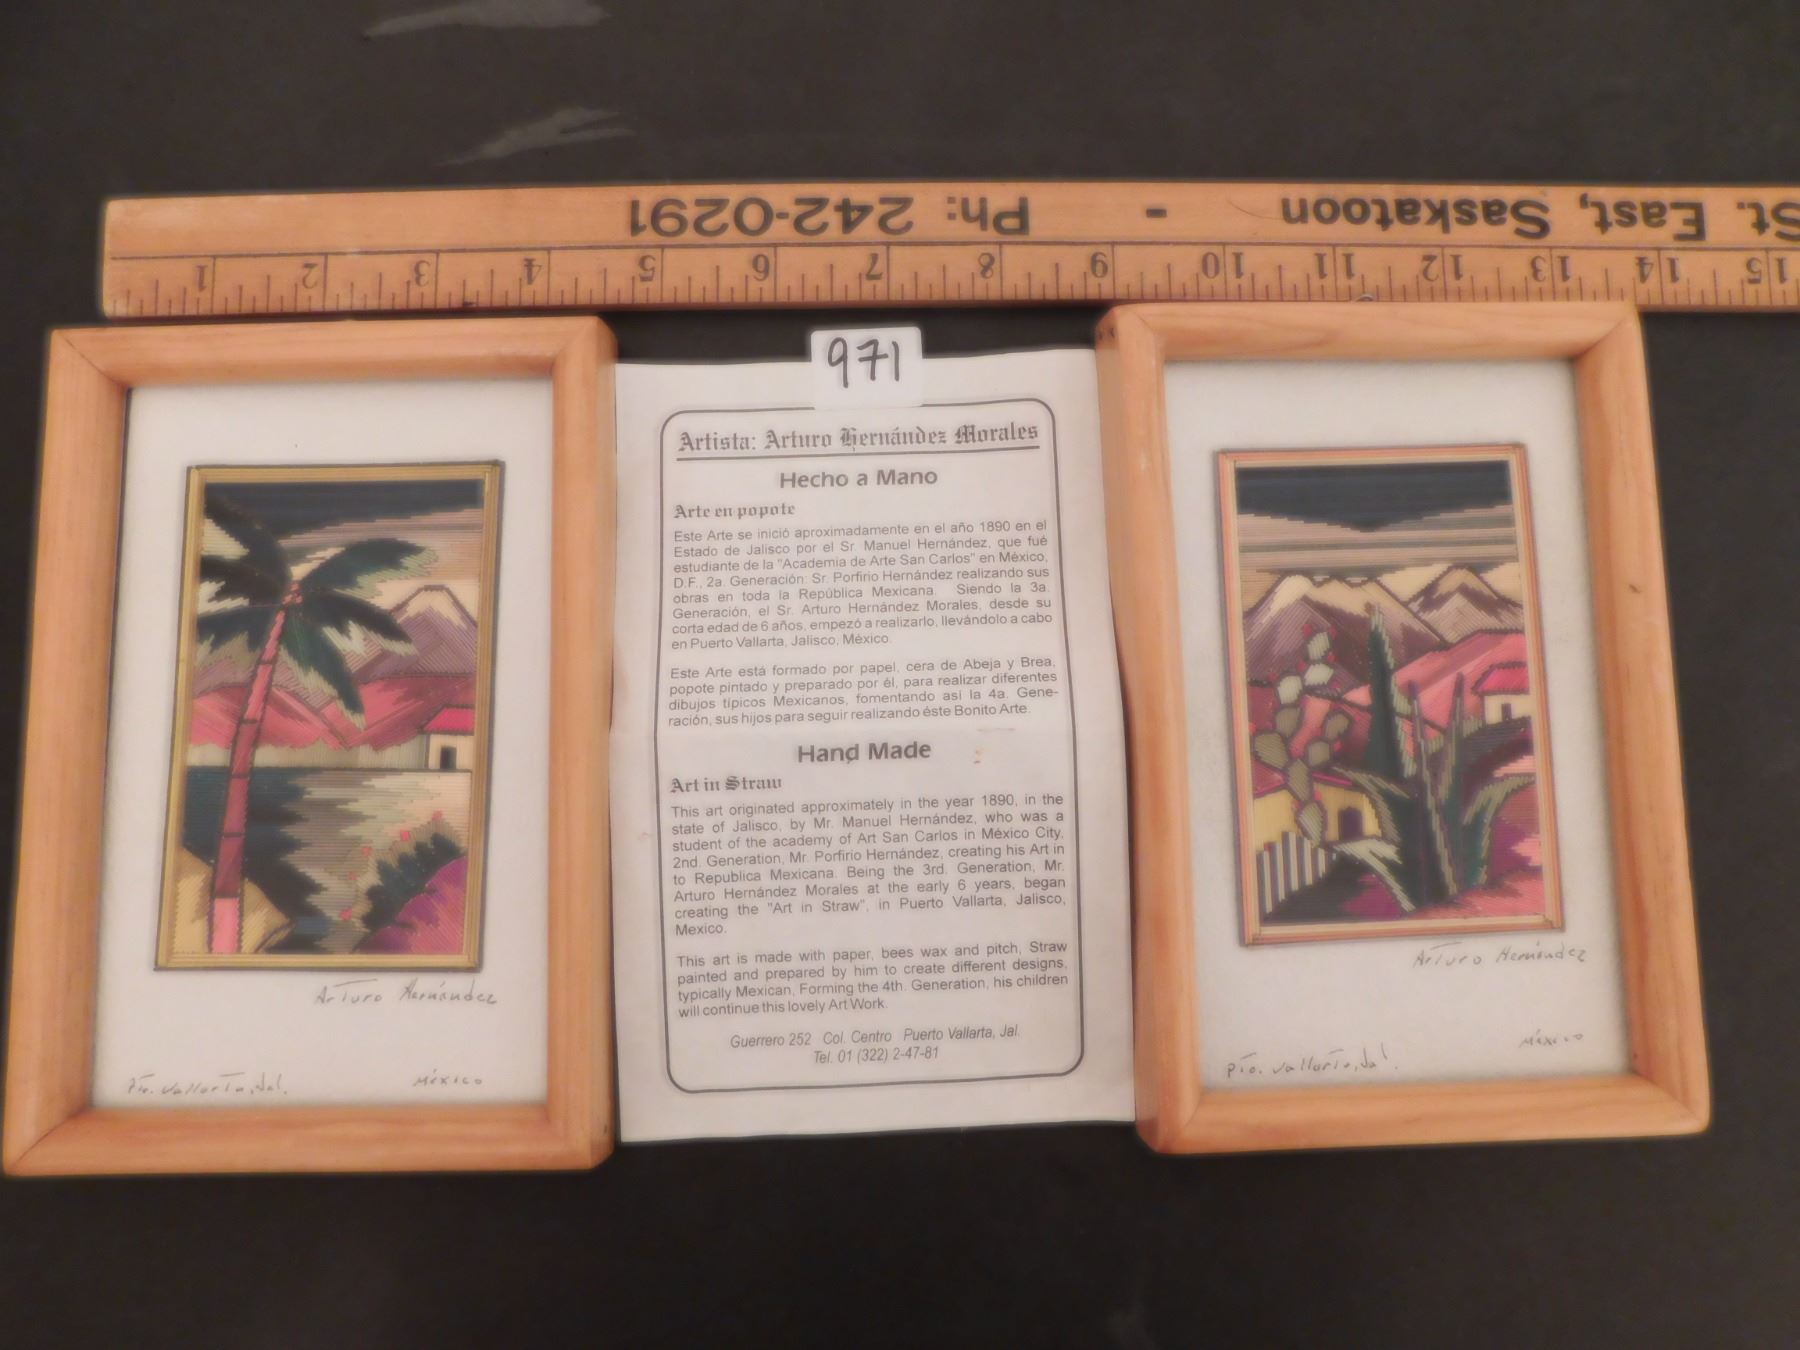 St. East, Saskatoon - Ph: 242-0291
1 2 3 4 5 6 7 8 9 10 11 12 13 14 15
971
Artista: Arturo Hernández Morales
Hecho a Mano
Arte en popote
Este Arte se inició aproximadamente en el año 1890 en el
Estado de Jalisco por el Sr. Manuel Hernández, que fué
estudiante de la "Academia de Arte San Carlos" en México,
D.F., 2a. Generación: Sr. Porfirio Hernández realizando sus
obras en toda la República Mexicana. Siendo la 3a.
Generación, el Sr. Arturo Hernández Morales, desde su
corta edad de 6 años, empezó a realizarlo, llevándolo a cabo
en Puerto Vallarta, Jalisco, México.
Este Arte está formado por papel, cera de Abeja y Brea,
popote pintado y preparado por él, para realizar diferentes
dibujos típicos Mexicanos, fomentando asi la 4a. Gene-
ración, sus hijos para seguir realizando éste Bonito Arte.
Hand Made
Art in Straw
This art originated approximately in the year 1890, in the
state of Jalisco, by Mr. Manuel Hernández, who was a
student of the academy of Art San Carlos in México City.
2nd. Generation, Mr. Porfirio Hernández, creating his Art in
to Republica Mexicana. Being the 3rd. Generation, Mr.
Arturo Hernández Morales at the early 6 years, began
creating the "Art in Straw", in Puerto Vallarta, Jalisco,
Mexico.
This art is made with paper, bees wax and pitch, Straw
painted and prepared by him to create different designs,
typically Mexican, Forming the 4th. Generation, his children
will continue this lovely Art Work.
Guerrero 252 Col. Centro Puerto Vallarta, Jal.
Tel. 01 (322) 2-47-81
Arturo Hernández
Pto. Vallarta, Jal. México
Arturo Hernández
México
Pto. Vallarta, Jal.